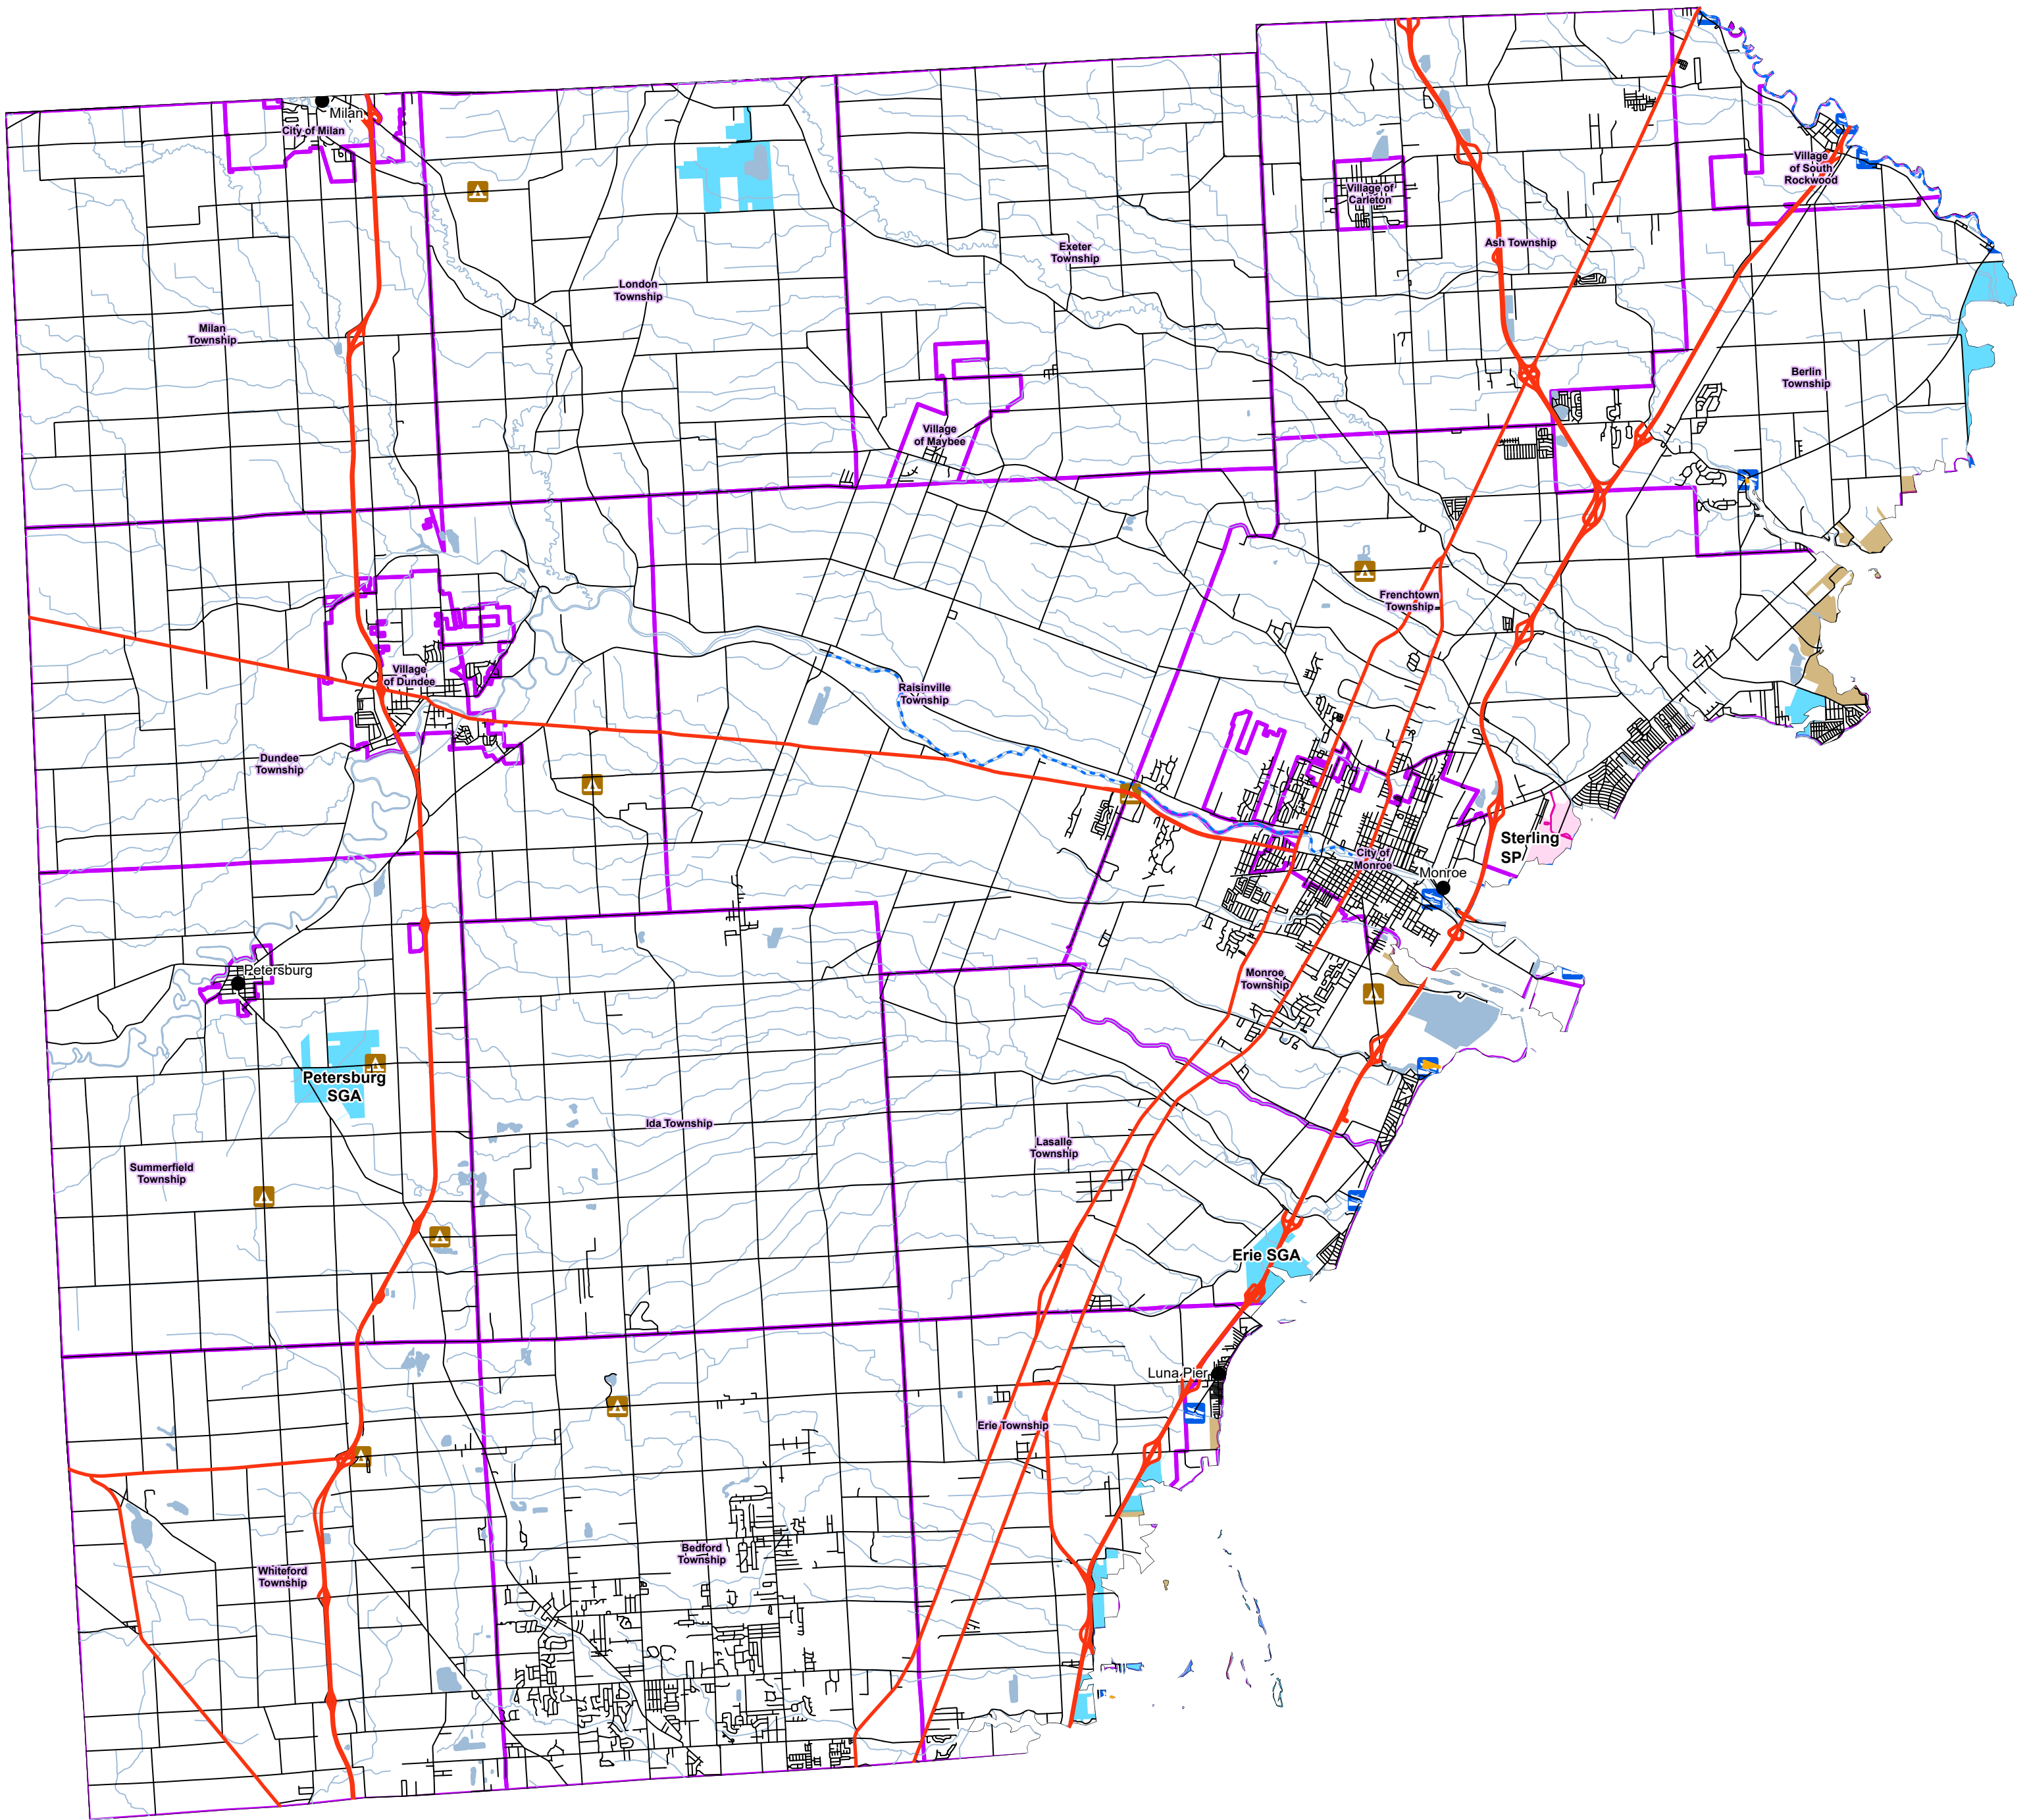 Milan
City of Milan
Village
of South
Rockwood
Village of
Carleton
Ash Township
Exeter
Township
London
Township
Milan
Township
Berlin
Township
Village
of Maybee
Frenchtown
Township
Village
of Dundee
Raisinville
Township
Dundee
Township
Sterling
SP
City of
Monroe
Monroe
Petersburg
Monroe
Township
Petersburg
SGA
Ida Township
Lasalle
Township
Summerfield
Township
Erie SGA
Luna Pier
Erie Township
Bedford
Township
Whiteford
Township